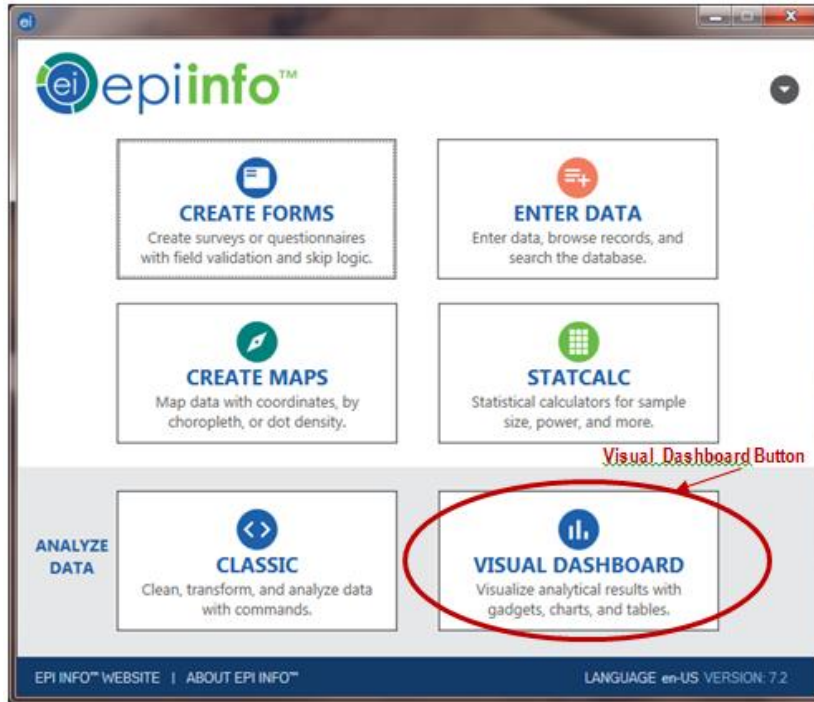 ei
ei epiinfo™
CREATE FORMS
Create surveys or questionnaires
with field validation and skip logic.
ENTER DATA
Enter data, browse records, and
search the database.
CREATE MAPS
Map data with coordinates, by
choropleth, or dot density.
STATCALC
Statistical calculators for sample
size, power, and more.
Visual Dashboard Button
ANALYZE
DATA
CLASSIC
Clean, transform, and analyze data
with commands.
VISUAL DASHBOARD
Visualize analytical results with
gadgets, charts, and tables.
EPI INFO™ WEBSITE | ABOUT EPI INFO™
LANGUAGE en-US VERSION: 7.2